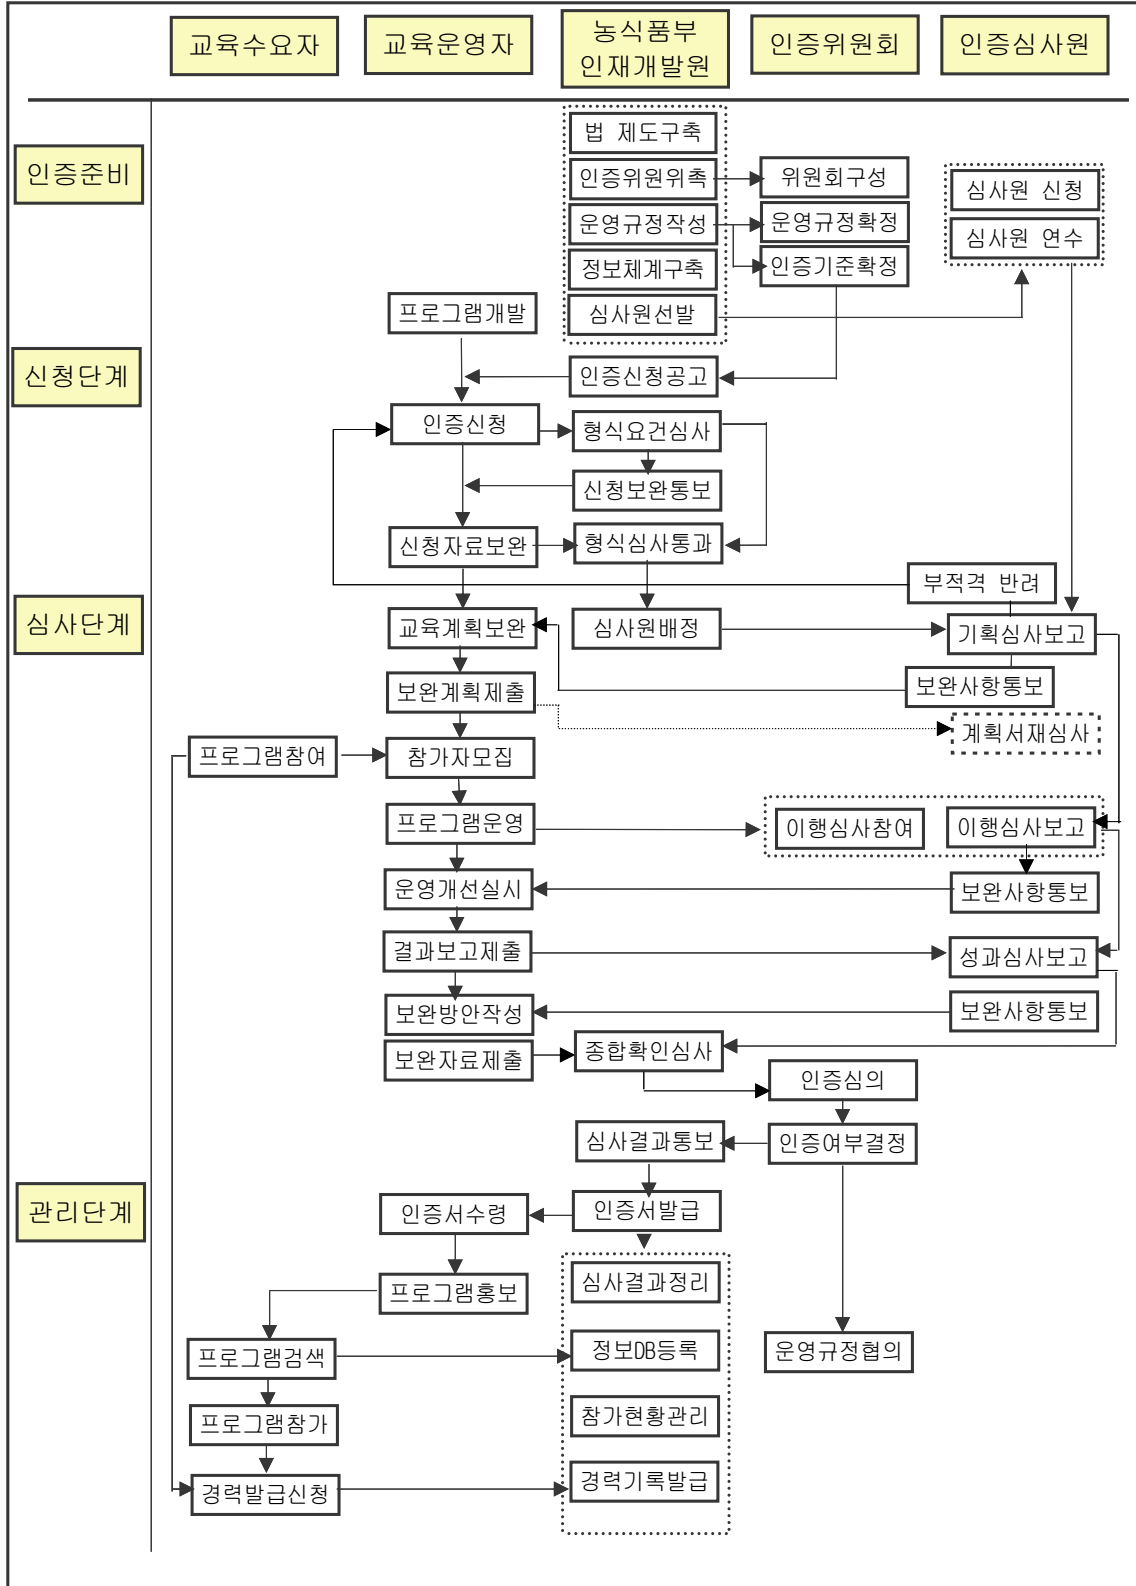 교육수요자
교육운영자
농식품부
인재개발원
인증위원회
인증심사원
인증준비
법 제도구축
인증위원위촉
위원회구성
심사원 신청
운영규정작성
운영규정확정
심사원 연수
정보체계구축
인증기준확정
프로그램개발
심사원선발
신청단계
인증신청공고
인증신청
형식요건심사
신청보완통보
신청자료보완
형식심사통과
부적격 반려
심사단계
교육계획보완
심사원배정
기획심사보고
보완계획제출
보완사항통보
계획서재심사
프로그램참여
참가자모집
프로그램운영
이행심사참여
이행심사보고
운영개선실시
보완사항통보
결과보고제출
성과심사보고
보완방안작성
보완사항통보
보완자료제출
종합확인심사
인증심의
심사결과통보
인증여부결정
관리단계
인증서수령
인증서발급
프로그램홍보
심사결과정리
프로그램검색
정보DB등록
운영규정협의
프로그램참가
참가현황관리
경력발급신청
경력기록발급